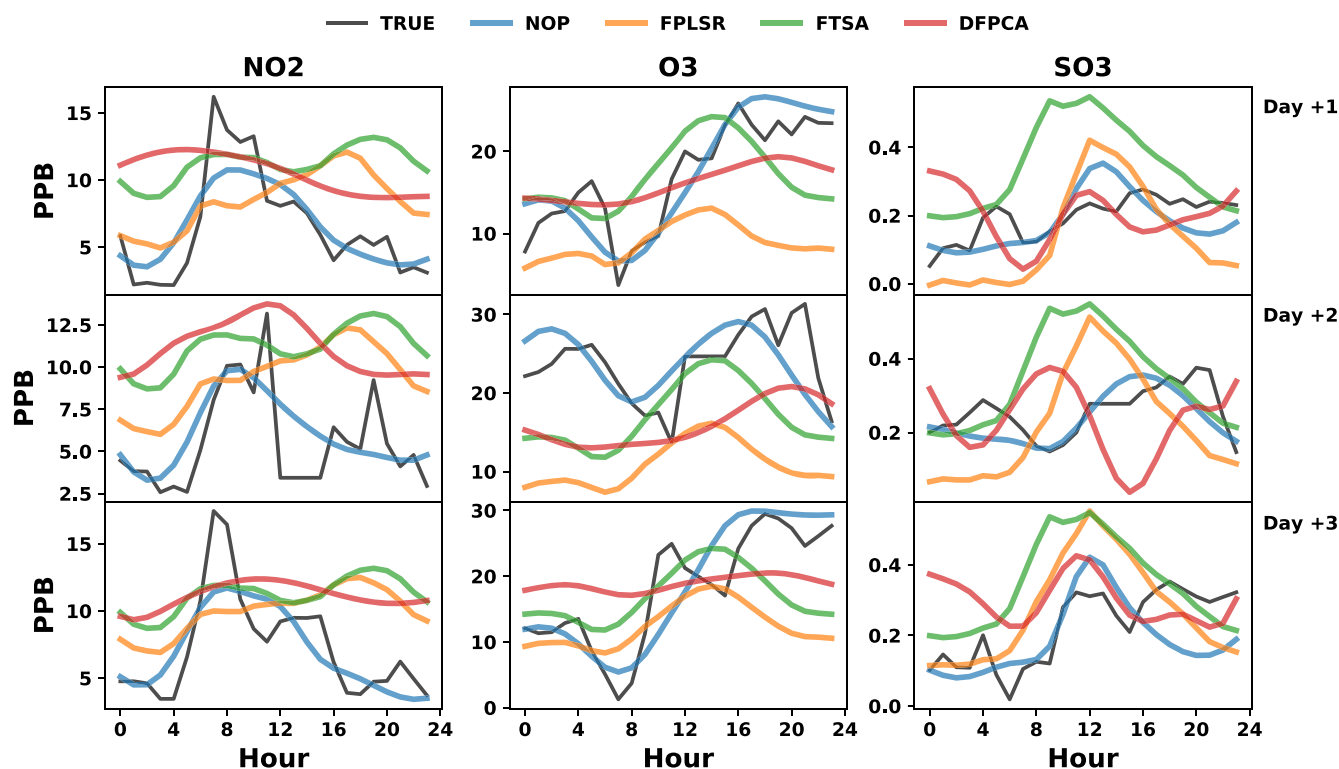 TRUE NOP FPLSR FTSA DFPCA
NO2 O3 SO3
PPB 15 10 5
20 10
0.4 0.2 0.0
Day +1
PPB 12.5 10.0 7.5 5.0 2.5
30 20 10
0.4 0.2
Day +2
PPB 15 10 5
30 20 10 0
0.4 0.2 0.0
Day +3
0 4 8 12 16 20 24 0 4 8 12 16 20 24 0 4 8 12 16 20 24
Hour Hour Hour